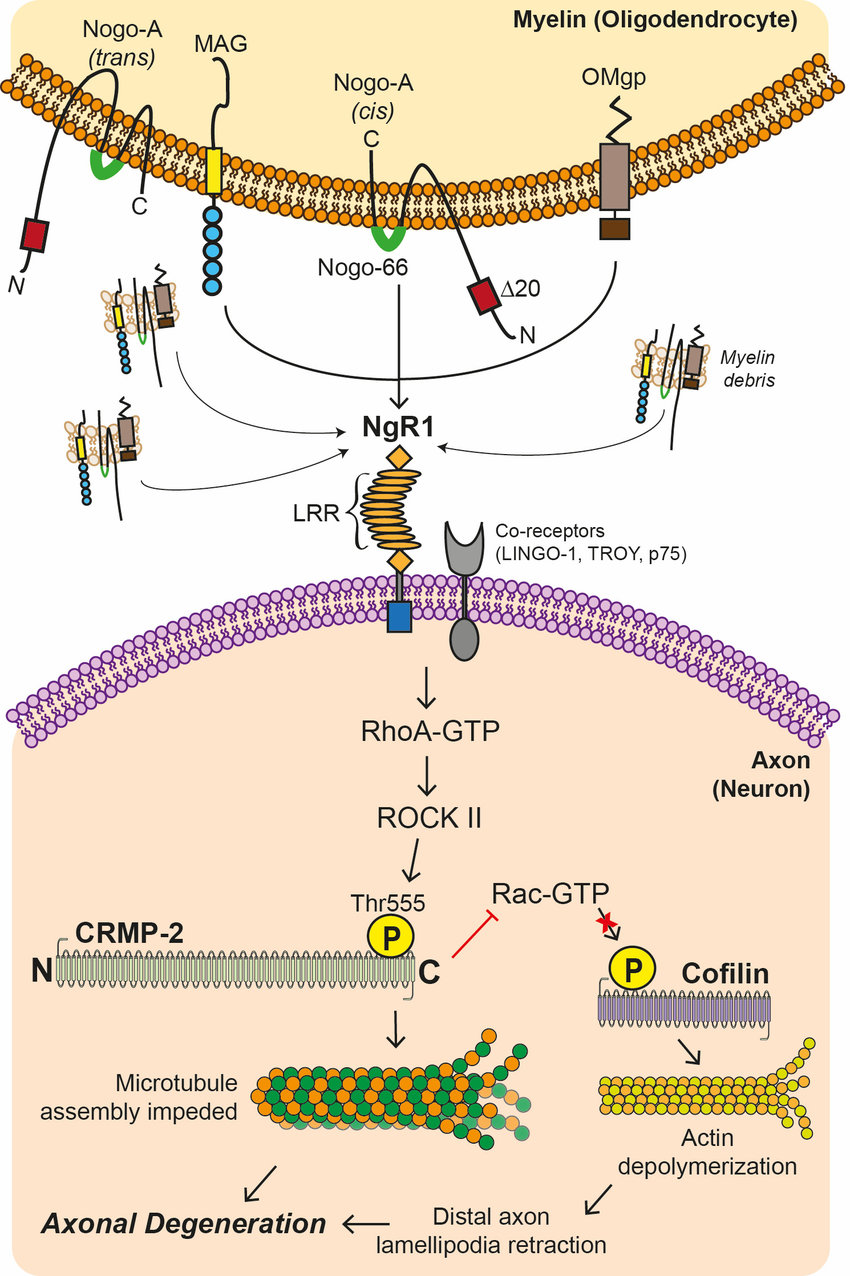 Myelin (Oligodendrocyte)
Nogo-A
(trans)
MAG
Nogo-A
(cis)
C
OMgp
C
N
Nogo-66
Δ20
N
Myelin
debris
NgR1
LRR
Co-receptors
(LINGO-1, TROY, p75)
RhoA-GTP
Axon
(Neuron)
ROCK II
Thr555
Rac-GTP
P
CRMP-2
N
C
P
Cofilin
Microtubule
assembly impeded
Actin
depolymerization
Axonal Degeneration
Distal axon
lamellipodia retraction